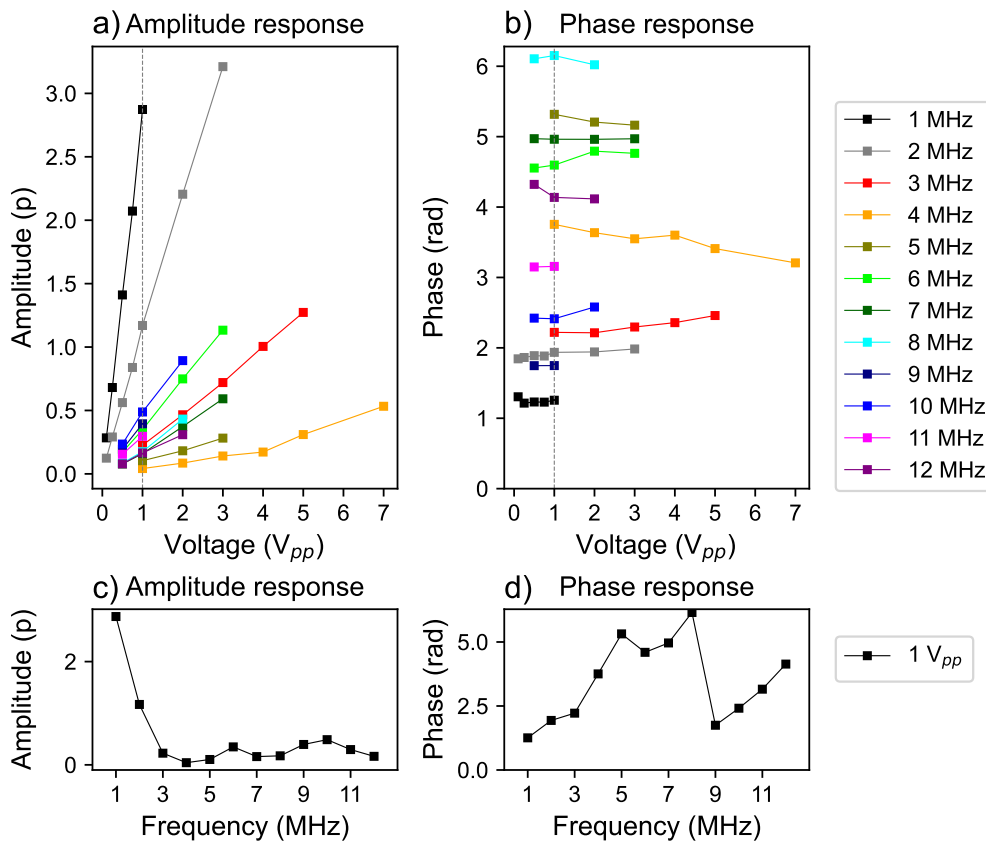 a) Amplitude response
b) Phase response
Amplitude (p)
3.0
2.5
2.0
1.5
1.0
0.5
0.0
0 1 2 3 4 5 6 7
Voltage (Vpp)
Phase (rad)
6
5
4
3
2
1
0
0 1 2 3 4 5 6 7
Voltage (Vpp)
1 MHz
2 MHz
3 MHz
4 MHz
5 MHz
6 MHz
7 MHz
8 MHz
9 MHz
10 MHz
11 MHz
12 MHz
c) Amplitude response
d) Phase response
Amplitude (p)
2
0
1 3 5 7 9 11
Frequency (MHz)
Phase (rad)
5.0
2.5
0.0
1 3 5 7 9 11
Frequency (MHz)
1 Vpp